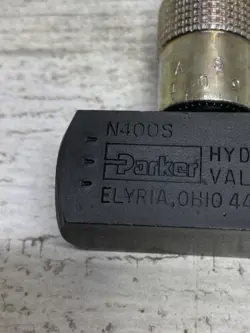 N400S
Parker
HYD
VAL
ELYRIA, OHIO 44